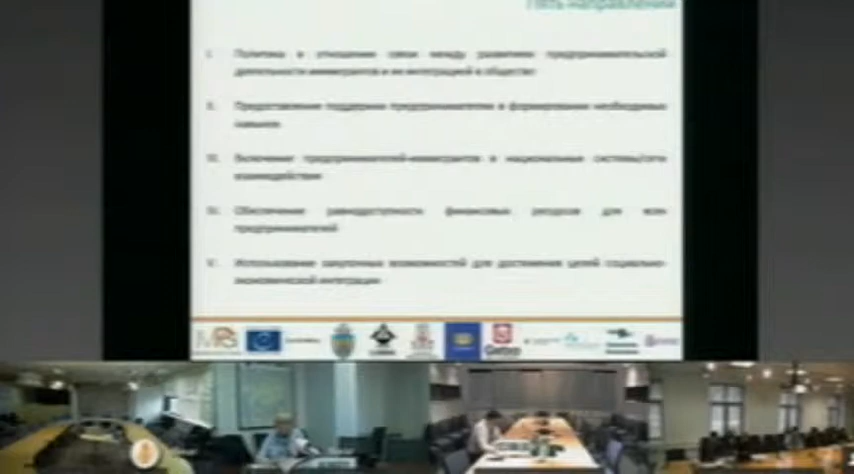 Пять направлений
I. Политика в отношении связи между развитием предпринимательской
деятельности иммигрантов и их интеграцией в общество
II. Предоставление поддержки предпринимателям в формировании необходимых
навыков
III. Включение предпринимателей-иммигрантов в национальные системы/сети
взаимодействия
IV. Обеспечение равнодоступности финансовых ресурсов для всех
предпринимателей
V. Использование закупочных возможностей для достижения целей социально-
экономической интеграции